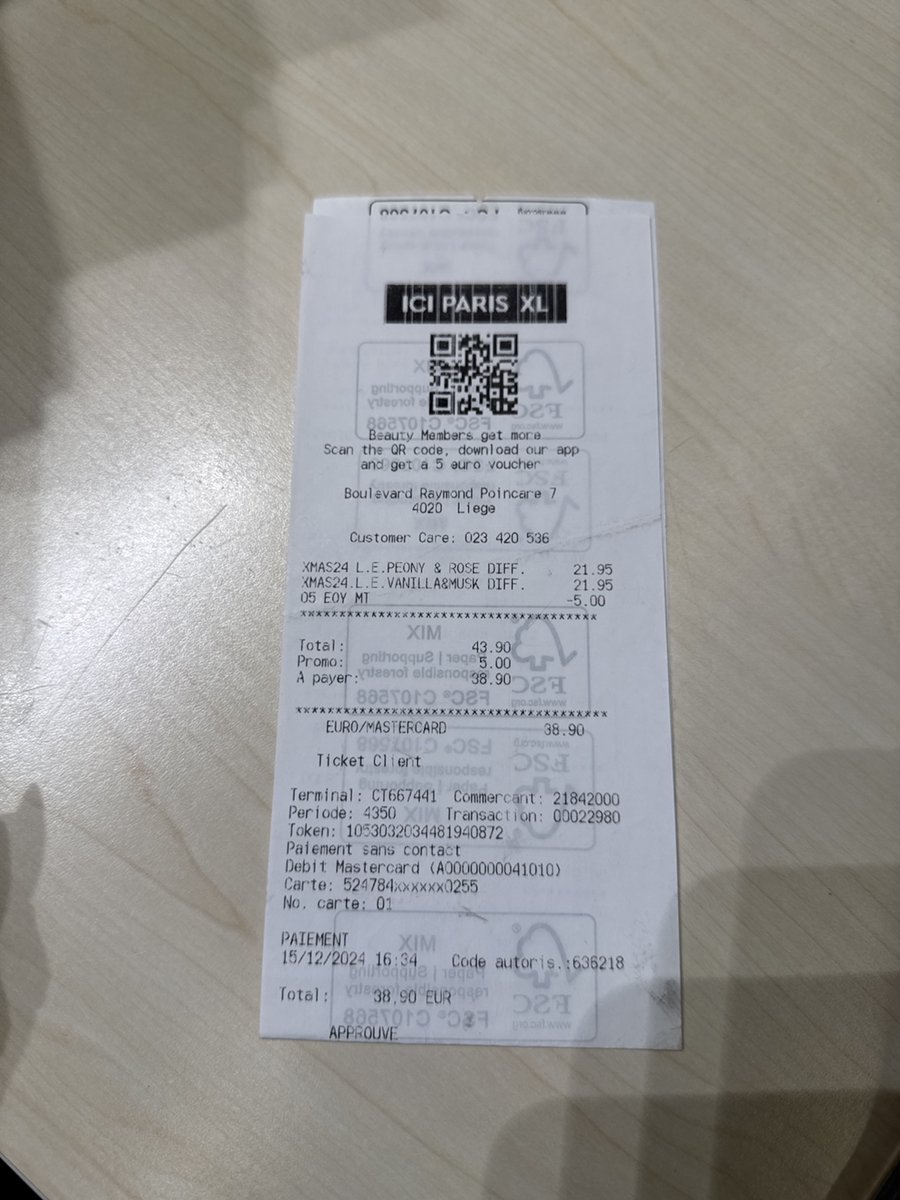 ICI PARIS XL
Beauty Members get more
Scan the QR code, download our app
and get a 5 euro voucher
Boulevard Raymond Poincare 7
4020 Liege
Customer Care: 023 420 536
XMAS24 L.E.PEONY & ROSE DIFF. 21.95
XMAS24.L.E.VANILLA&MUSK DIFF. 21.95
05 EOY MT -5.00
****************************************
Total: 43.90
Promo: 5.00
A payer: 38.90
****************************************
EURO/MASTERCARD 38.90
Ticket Client
Terminal: CT667441 Commercant: 21842000
Periode: 4350 Transaction: 00022980
Token: 1053032034481940872
Paiement sans contact
Debit Mastercard (A0000000041010)
Carte: 524784xxxxxx0255
No. carte: 01
PAIEMENT
15/12/2024 16:34 Code autoris.:636218
Total: 38,90 EUR
APPROUVE